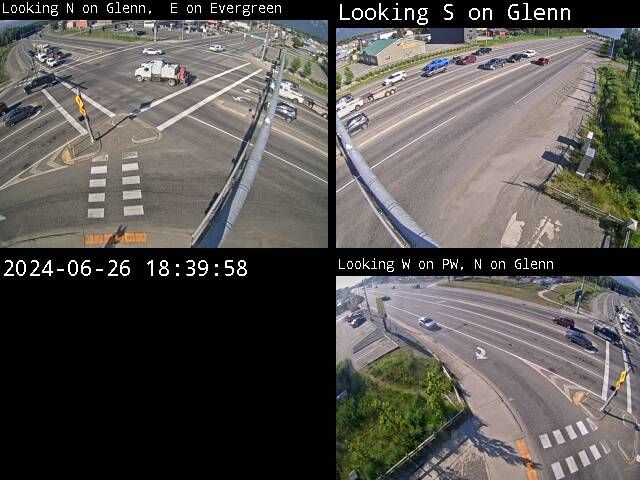 Looking N on Glenn,  E on Evergreen
Looking S on Glenn
2024-06-26 18:39:58
Looking W on PW, N on Glenn